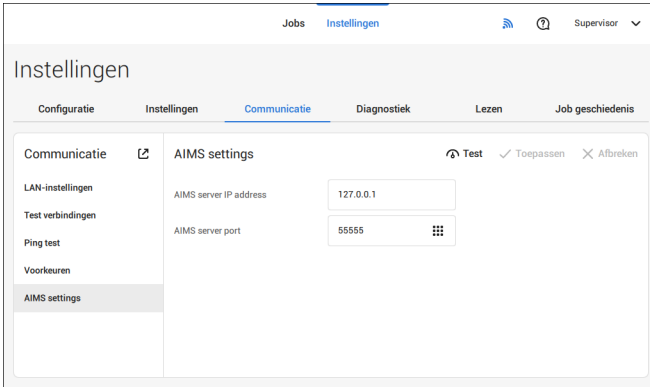 Jobs Instellingen Supervisor
Instellingen
Configuratie Instellingen Communicatie Diagnostiek Lezen Job geschiedenis
Communicatie
AIMS settings Test Toepassen Afbreken
LAN-instellingen
Test verbindingen
Ping test
Voorkeuren
AIMS settings
AIMS server IP address 127.0.0.1
AIMS server port 55555